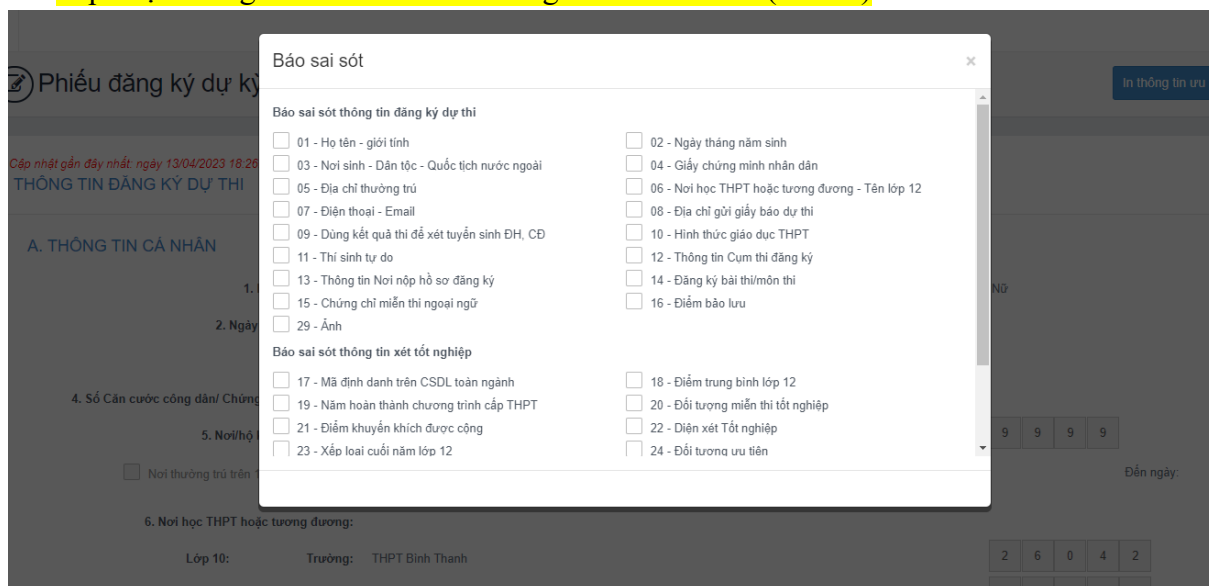 Báo sai sót
×
Phiếu đăng ký dự kỳ
In thông tin ưu
Báo sai sót thông tin đăng ký dự thi
01 - Họ tên - giới tính
02 - Ngày tháng năm sinh
03 - Nơi sinh - Dân tộc - Quốc tịch nước ngoài
04 - Giấy chứng minh nhân dân
05 - Địa chỉ thường trú
06 - Nơi học THPT hoặc tương đương - Tên lớp 12
07 - Điện thoại - Email
08 - Địa chỉ gửi giấy báo dự thi
09 - Dùng kết quả thi để xét tuyển sinh ĐH, CĐ
10 - Hình thức giáo dục THPT
11 - Thí sinh tự do
12 - Thông tin Cụm thi đăng ký
13 - Thông tin Nơi nộp hồ sơ đăng ký
14 - Đăng ký bài thi/môn thi
15 - Chứng chỉ miễn thi ngoại ngữ
16 - Điểm bảo lưu
29 - Ảnh
Báo sai sót thông tin xét tốt nghiệp
17 - Mã định danh trên CSDL toàn ngành
18 - Điểm trung bình lớp 12
19 - Năm hoàn thành chương trình cấp THPT
20 - Đối tượng miễn thi tốt nghiệp
21 - Điểm khuyến khích được cộng
22 - Diện xét Tốt nghiệp
23 - Xếp loại cuối năm lớp 12
24 - Đối tượng ưu tiên
Cập nhật gần đây nhất: ngày 13/04/2023 18:26
THÔNG TIN ĐĂNG KÝ DỰ THI
A. THÔNG TIN CÁ NHÂN
1.
Nữ
2. Ngày
4. Số Căn cước công dân/ Chứng
5. Nơi/hộ
9 9 9 9
Nơi thường trú trên 1
Đến ngày:
6. Nơi học THPT hoặc tương đương:
Lớp 10: Trường: THPT Bình Thanh
2 6 0 4 2